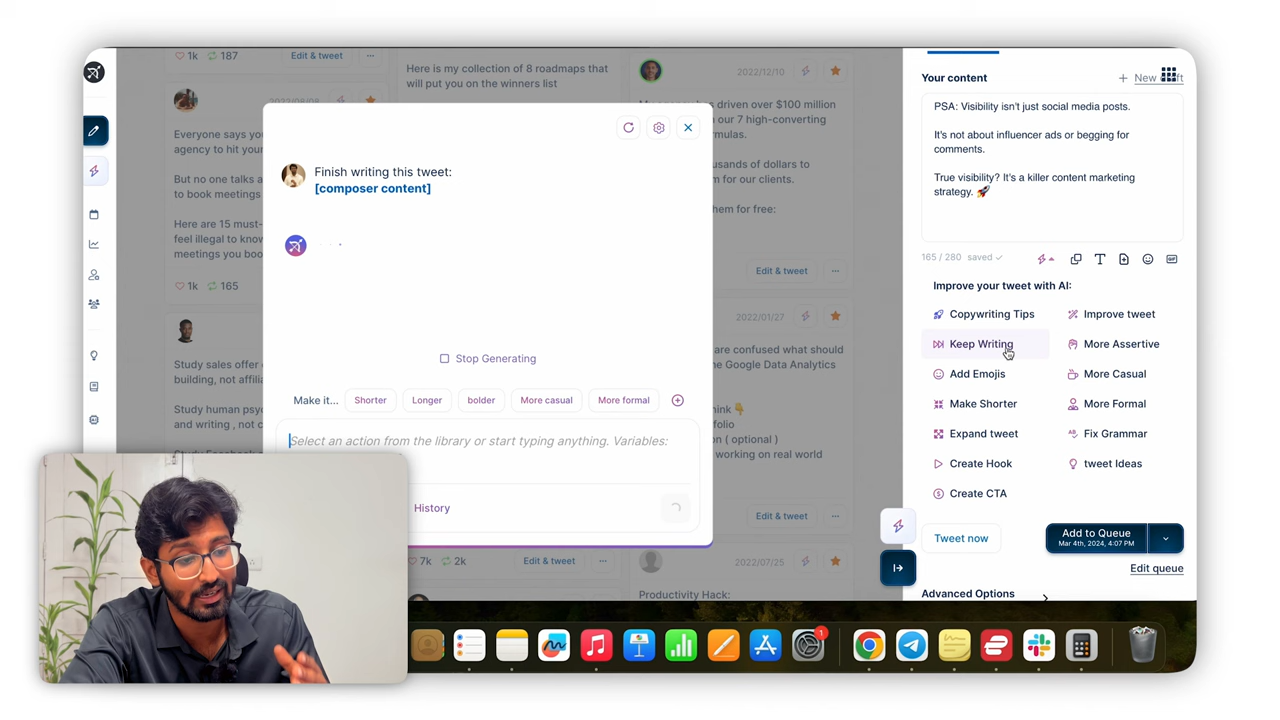 1k 187 Edit & tweet ...
2022/08/08
Everyone says you
agency to hit your
But no one talks a
to book meetings
Here are 15 must-
feel illegal to know
meetings you boo
1k 165
Study sales offer
building, not affilia
Study human psy
and writing , not c
Here is my collection of 8 roadmaps that
will put you on the winners list
7k 2k Edit & tweet ...
2022/12/10
driven over $100 million
our 7 high-converting
rmulas.
usands of dollars to
m for our clients.
hem for free:
Edit & tweet ...
2022/01/27
are confused what should
he Google Data Analytics
hink👇
folio
on ( optional )
working on real world
Edit & tweet ...
2022/07/25
Productivity Hack:
Finish writing this tweet:
[composer content]
Stop Generating
Make it... Shorter Longer bolder More casual More formal
Select an action from the library or start typing anything. Variables:
History
Your content
+ New draft
PSA: Visibility isn't just social media posts.
It's not about influencer ads or begging for
comments.
True visibility? It's a killer content marketing
strategy. 🚀
165 / 280 saved ✓
GIF
Improve your tweet with AI:
Copywriting Tips Improve tweet
Keep Writing More Assertive
Add Emojis More Casual
Make Shorter More Formal
Expand tweet Fix Grammar
Create Hook tweet Ideas
Create CTA
Tweet now Add to Queue
Mar 4th, 2024, 4:07 PM
Edit queue
Advanced Options
1